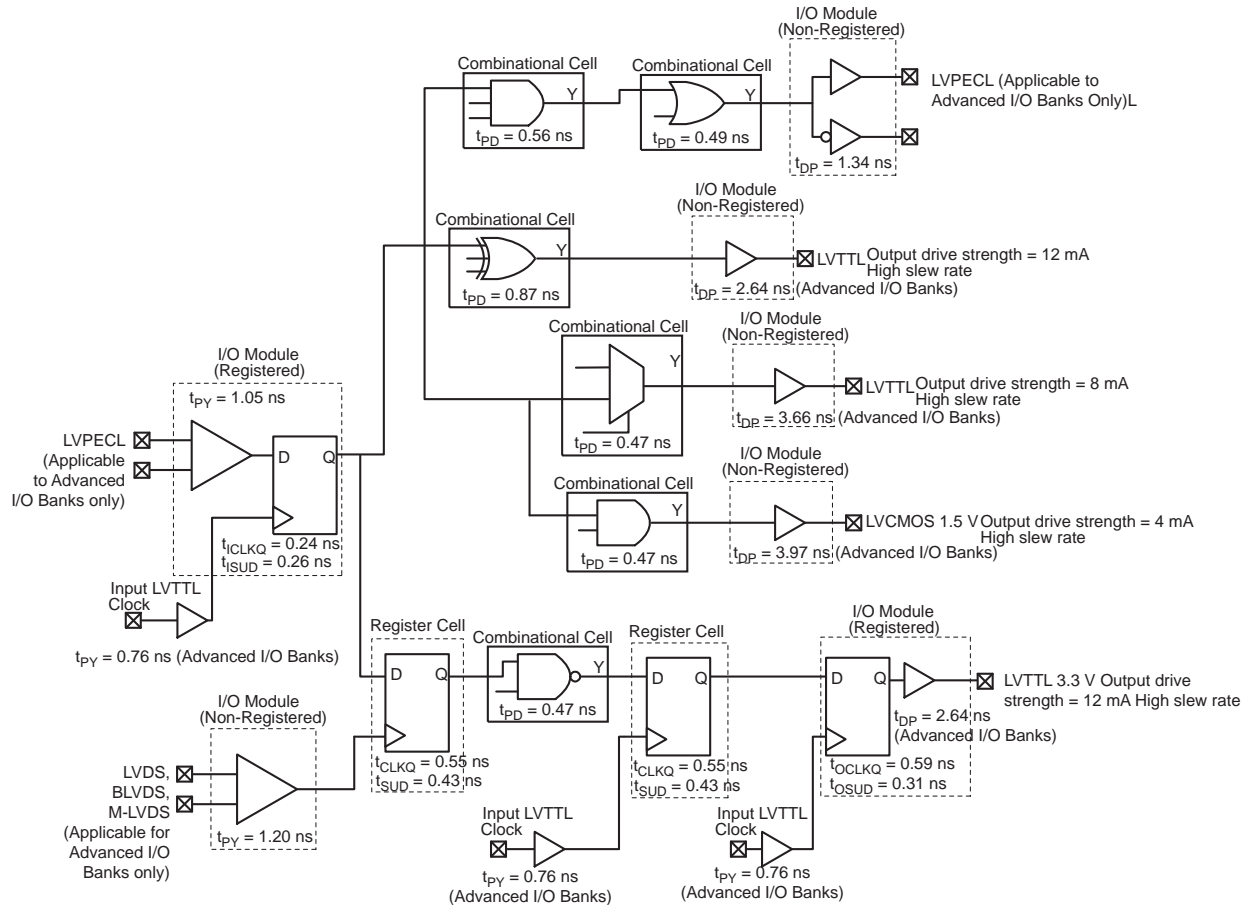 I/O Module
(Non-Registered)
Combinational Cell
Y
tPD = 0.56 ns
Combinational Cell
Y
tPD = 0.49 ns
tDP = 1.34 ns
LVPECL (Applicable to
Advanced I/O Banks Only)L
I/O Module
(Non-Registered)
Combinational Cell
Y
tPD = 0.87 ns
tDP = 2.64 ns (Advanced I/O Banks)
LVTTL Output drive strength = 12 mA
High slew rate
I/O Module
(Non-Registered)
Combinational Cell
Y
tPD = 0.47 ns
tDP = 3.66 ns (Advanced I/O Banks)
LVTTL Output drive strength = 8 mA
High slew rate
I/O Module
(Non-Registered)
Combinational Cell
Y
tPD = 0.47 ns
tDP = 3.97 ns (Advanced I/O Banks)
LVCMOS 1.5 V Output drive strength = 4 mA
High slew rate
I/O Module
(Registered)
tPY = 1.05 ns
LVPECL
(Applicable
to Advanced
I/O Banks only)
D Q
tICLKQ = 0.24 ns
tISUD = 0.26 ns
Input LVTTL
Clock
tPY = 0.76 ns (Advanced I/O Banks)
I/O Module
(Non-Registered)
LVDS,
BLVDS,
M-LVDS
(Applicable for
Advanced I/O
Banks only)
tPY = 1.20 ns
Register Cell
D Q
tCLKQ = 0.55 ns
tSUD = 0.43 ns
Combinational Cell
Y
tPD = 0.47 ns
Register Cell
D Q
tCLKQ = 0.55 ns
tSUD = 0.43 ns
Input LVTTL
Clock
tPY = 0.76 ns
(Advanced I/O Banks)
I/O Module
(Registered)
D Q
tDP = 2.64 ns
(Advanced I/O Banks)
tOCLKQ = 0.59 ns
tOSUD = 0.31 ns
LVTTL 3.3 V Output drive
strength = 12 mA High slew rate
Input LVTTL
Clock
tPY = 0.76 ns
(Advanced I/O Banks)